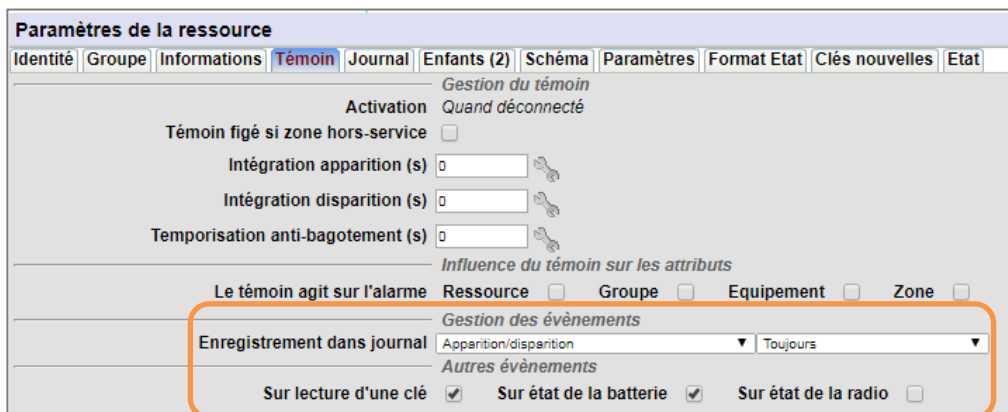 Paramètres de la ressource
Identité Groupe Informations Témoin Journal Enfants (2) Schéma Paramètres Format Etat Clés nouvelles Etat
Gestion du témoin
Activation Quand déconnecté
Témoin figé si zone hors-service
Intégration apparition (s) 0
Intégration disparition (s) 0
Temporisation anti-bagotement (s) 0
Influence du témoin sur les attributs
Le témoin agit sur l'alarme Ressource Groupe Equipement Zone
Gestion des évènements
Enregistrement dans journal Apparition/disparition Toujours
Autres évènements
Sur lecture d'une clé Sur état de la batterie Sur état de la radio